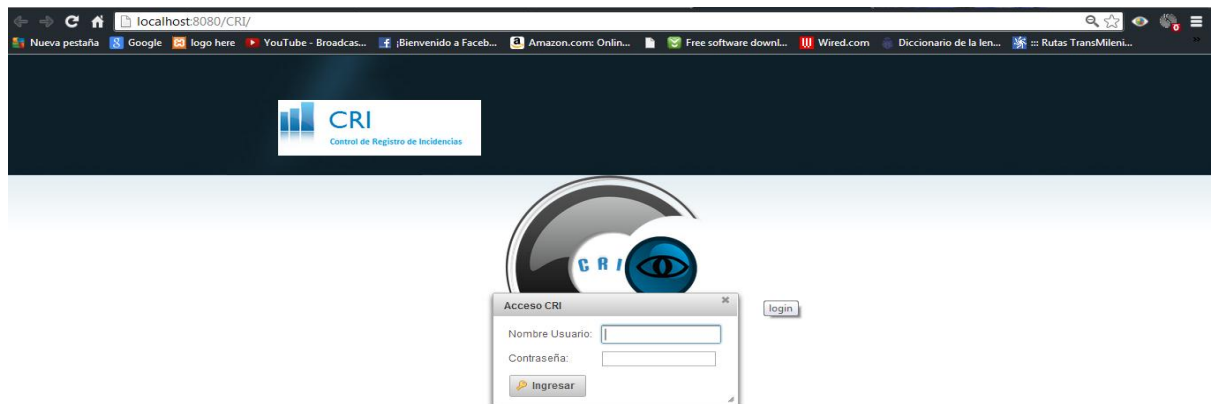 localhost:8080/CRI/
Nueva pestaña Google logo here YouTube - Broadcas... ¡Bienvenido a Faceb... Amazon.com: Onlin... Free software downl... Wired.com Diccionario de la len... ::: Rutas TransMileni...
CRI
Control de Registro de Incidencias
CRI
Acceso CRI
login
Nombre Usuario:
Contraseña:
Ingresar